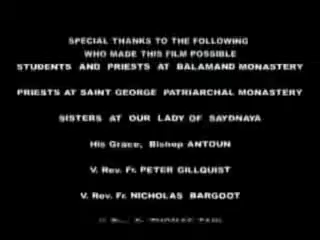 SPECIAL THANKS TO THE FOLLOWING
WHO MADE THIS FILM POSSIBLE
STUDENTS AND PRIESTS AT BALAMAND MONASTERY
PRIESTS AT SAINT GEORGE PATRIARCHAL MONASTERY
SISTERS AT OUR LADY OF SAYDNAYA
His Grace, Bishop ANTOUN
V. Rev. Fr. PETER GILLQUIST
V. Rev. Fr. NICHOLAS BARGOOT